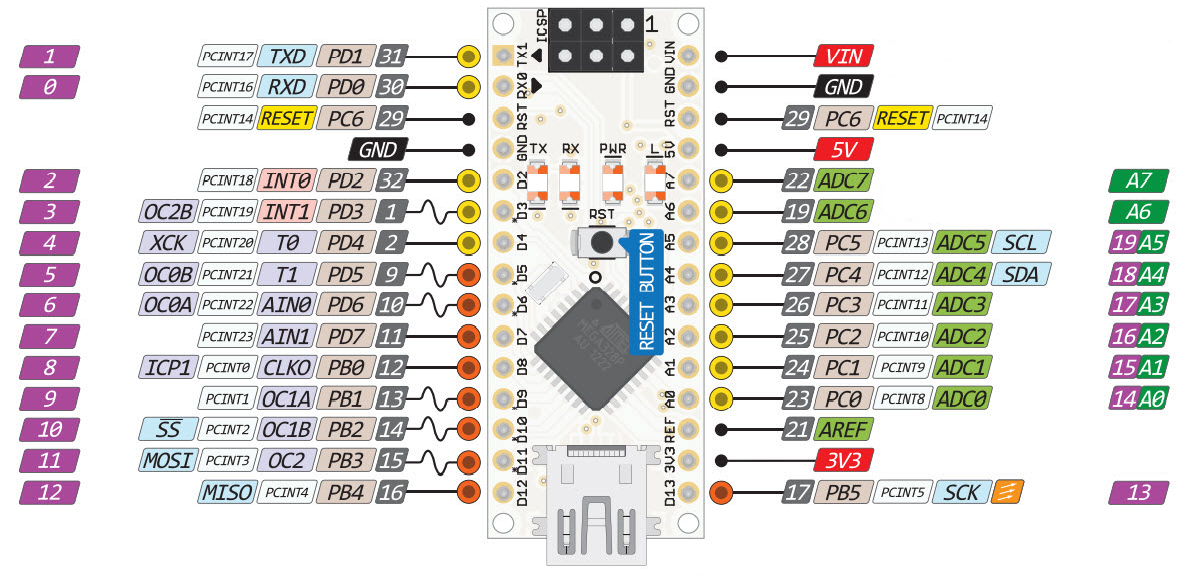 ICSP 1
1 PCINT17 TXD PD1 31 TX1 VIN VIN
0 PCINT16 RXD PD0 30 RX0 GND GND
PCINT14 RESET PC6 29 RST RST 29 PC6 RESET PCINT14
GND GND 5V 5V
TX RX PWR L
2 PCINT18 INT0 PD2 32 D2 A7 22 ADC7 A7
3 OC2B PCINT19 INT1 PD3 1 *D3 A6 19 ADC6 A6
RST
4 XCK PCINT20 T0 PD4 2 D4 A5 28 PC5 PCINT13 ADC5 SCL 19 A5
RESET BUTTON
5 OC0B PCINT21 T1 PD5 9 *D5 A4 27 PC4 PCINT12 ADC4 SDA 18 A4
6 OC0A PCINT22 AIN0 PD6 10 *D6 A3 26 PC3 PCINT11 ADC3 17 A3
7 PCINT23 AIN1 PD7 11 D7 A2 25 PC2 PCINT10 ADC2 16 A2
8 ICP1 PCINT0 CLKO PB0 12 D8 A1 24 PC1 PCINT9 ADC1 15 A1
9 PCINT1 OC1A PB1 13 *D9 A0 23 PC0 PCINT8 ADC0 14 A0
10 SS PCINT2 OC1B PB2 14 *D10 REF 21 AREF
11 MOSI PCINT3 OC2 PB3 15 *D11 3V3 3V3
12 MISO PCINT4 PB4 16 D12 D13 17 PB5 PCINT5 SCK 13